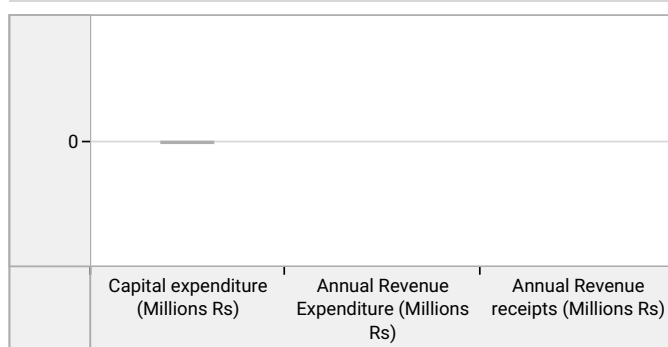 0
Capital expenditure
(Millions Rs)
Annual Revenue
Expenditure (Millions
Rs)
Annual Revenue
receipts (Millions Rs)